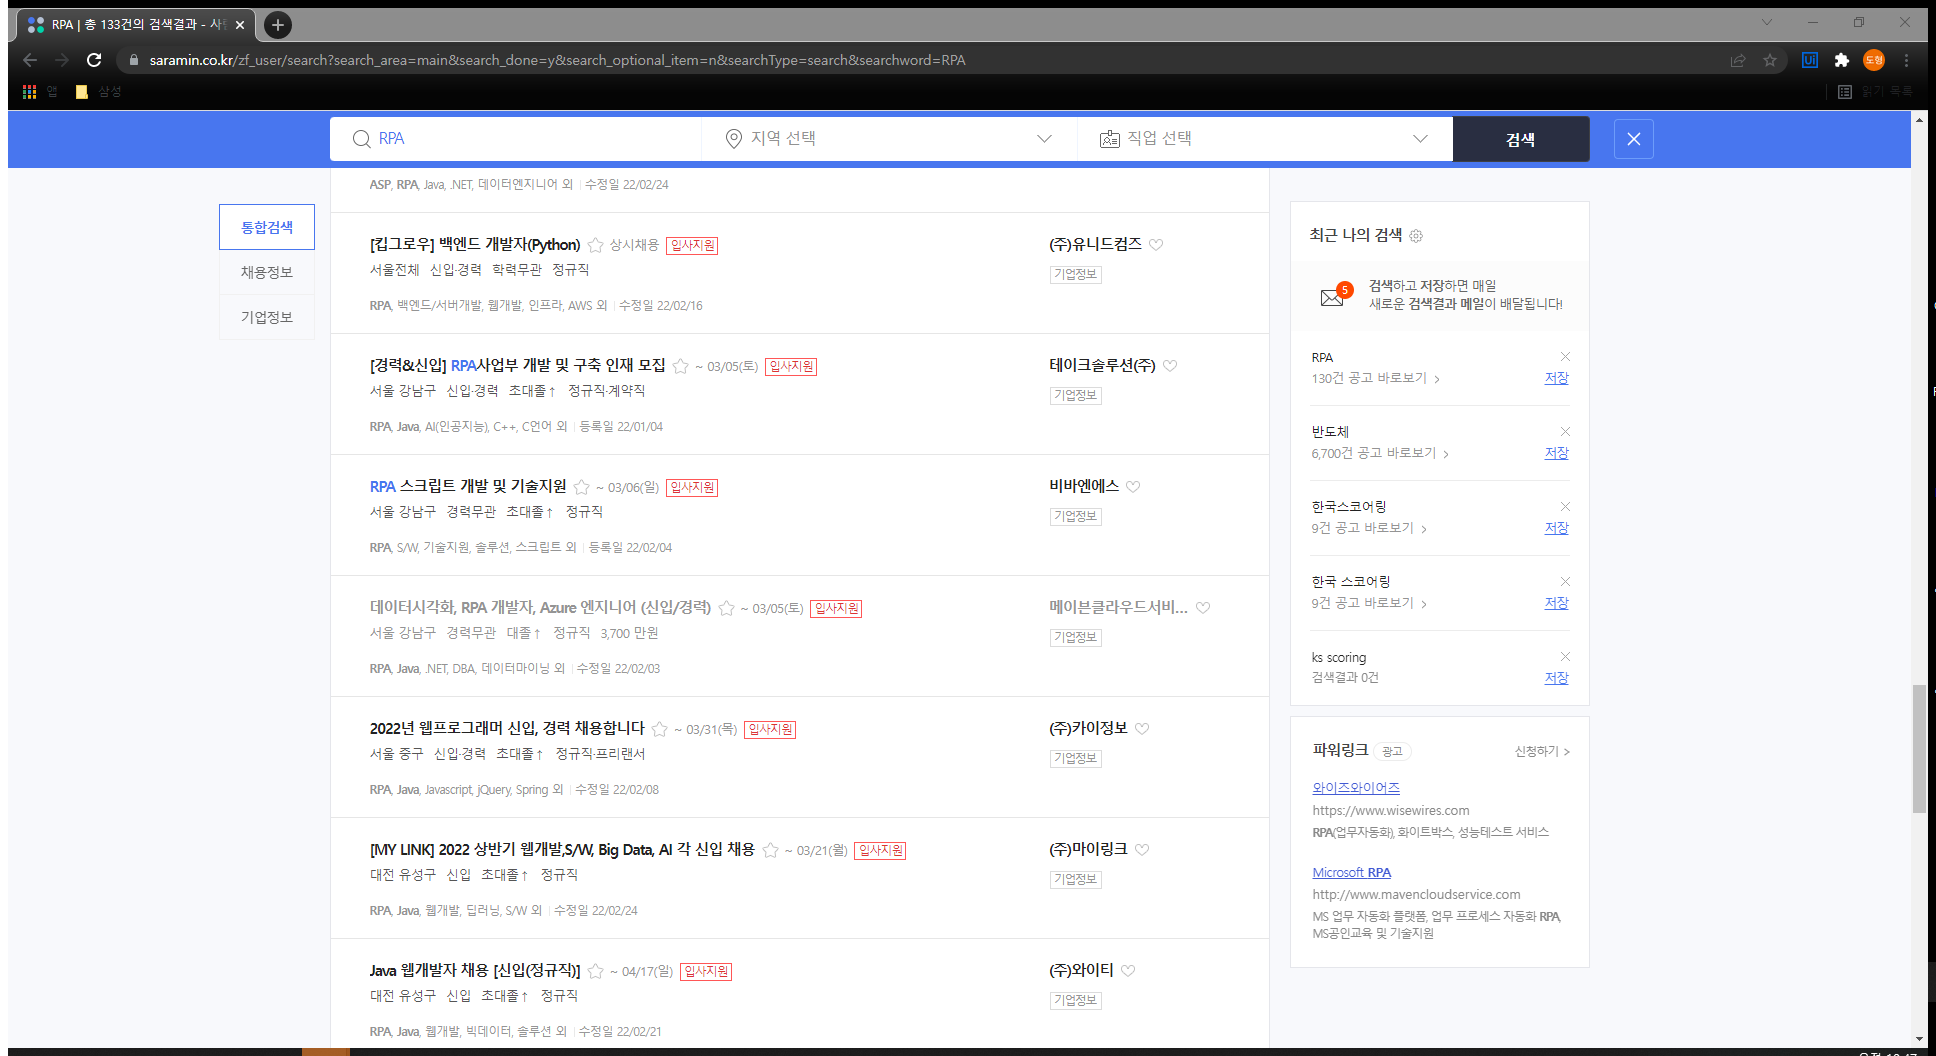 RPA | 총 133건의 검색결과 - 사
saramin.co.kr/zf_user/search?search_area=main&search_done=y&search_optional_item=n&searchType=search&searchword=RPA
Ui
도형
앱 삼성 읽기 목록
RPA 지역 선택 직업 선택 검색
통합검색
채용정보
기업정보
ASP, RPA, Java, .NET, 데이터엔지니어 외 | 수정일 22/02/24
[킵그로우] 백엔드 개발자(Python) 상시채용 입사지원 (주)유니드컴즈
서울전체 신입·경력 학력무관 정규직 기업정보
RPA, 백엔드/서버개발, 웹개발, 인프라, AWS 외 | 수정일 22/02/16
[경력&신입] RPA사업부 개발 및 구축 인재 모집 ~ 03/05(토) 입사지원 테이크솔루션(주)
서울 강남구 신입·경력 초대졸↑ 정규직·계약직 기업정보
RPA, Java, AI(인공지능), C++, C언어 외 | 등록일 22/01/04
RPA 스크립트 개발 및 기술지원 ~ 03/06(일) 입사지원 비바엔에스
서울 강남구 경력무관 초대졸↑ 정규직 기업정보
RPA, S/W, 기술지원, 솔루션, 스크립트 외 | 등록일 22/02/04
데이터시각화, RPA 개발자, Azure 엔지니어 (신입/경력) ~ 03/05(토) 입사지원 메이븐클라우드서비...
서울 강남구 경력무관 대졸↑ 정규직 3,700 만원 기업정보
RPA, Java, .NET, DBA, 데이터마이닝 외 | 수정일 22/02/03
2022년 웹프로그래머 신입, 경력 채용합니다 ~ 03/31(목) 입사지원 (주)카이정보
서울 중구 신입·경력 초대졸↑ 정규직·프리랜서 기업정보
RPA, Java, Javascript, jQuery, Spring 외 | 수정일 22/02/08
[MY LINK] 2022 상반기 웹개발,S/W, Big Data, AI 각 신입 채용 ~ 03/21(월) 입사지원 (주)마이링크
대전 유성구 신입 초대졸↑ 정규직 기업정보
RPA, Java, 웹개발, 딥러닝, S/W 외 | 수정일 22/02/24
Java 웹개발자 채용 [신입(정규직)] ~ 04/17(일) 입사지원 (주)와이티
대전 유성구 신입 초대졸↑ 정규직 기업정보
RPA, Java, 웹개발, 빅데이터, 솔루션 외 | 수정일 22/02/21
최근 나의 검색
5
검색하고 저장하면 매일
새로운 검색결과 메일이 배달됩니다!
RPA
130건 공고 바로보기 > 저장
반도체
6,700건 공고 바로보기 > 저장
한국스코어링
9건 공고 바로보기 > 저장
한국 스코어링
9건 공고 바로보기 > 저장
ks scoring
검색결과 0건 저장
파워링크 광고 신청하기 >
와이즈와이어즈
https://www.wisewires.com
RPA(업무자동화), 화이트박스, 성능테스트 서비스
Microsoft RPA
http://www.mavencloudservice.com
MS 업무 자동화 플랫폼, 업무 프로세스 자동화 RPA,
MS공인교육 및 기술지원